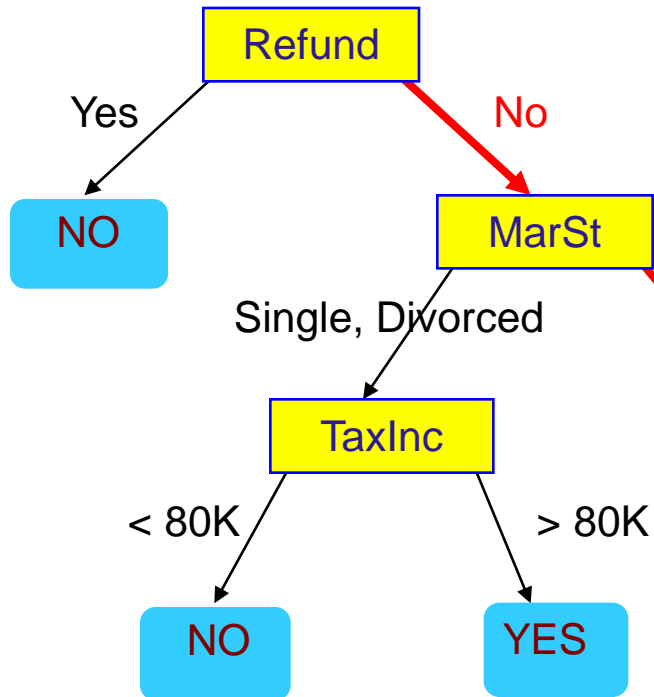 Refund
Yes
No
NO
MarSt
Single, Divorced
TaxInc
< 80K
> 80K
NO
YES